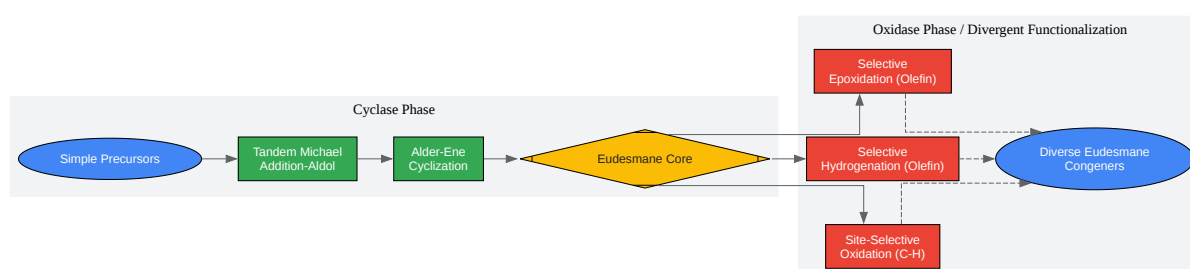 Cyclase Phase
Simple Precursors
Tandem Michael
Addition-Aldol
Alder-Ene
Cyclization
Eudesmane Core
Oxidase Phase / Divergent Functionalization
Selective
Epoxidation (Olefin)
Selective
Hydrogenation (Olefin)
Site-Selective
Oxidation (C-H)
Diverse Eudesmane
Congeners